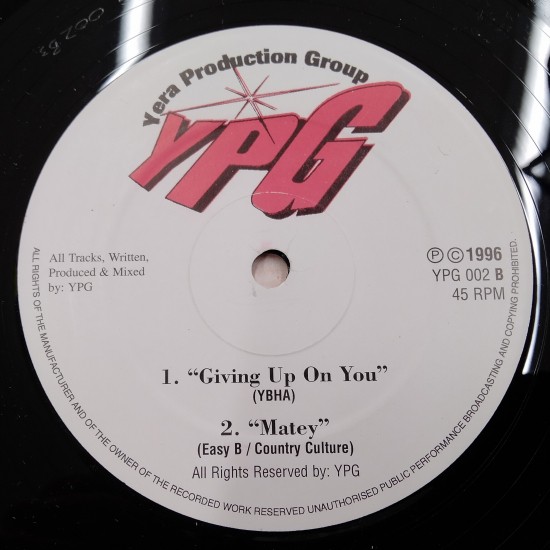 Yera Production Group
YPG
All Tracks, Written,
Produced & Mixed
by: YPG
℗ © 1996
YPG 002 B
45 RPM
1. “Giving Up On You”
(YBHA)
2. “Matey”
(Easy B / Country Culture)
All Rights Reserved by: YPG
ALL RIGHTS OF THE MANUFACTURER AND OF THE OWNER OF THE RECORDED WORK RESERVED UNAUTHORISED PUBLIC PERFORMANCE BROADCASTING AND COPYING PROHIBITED.